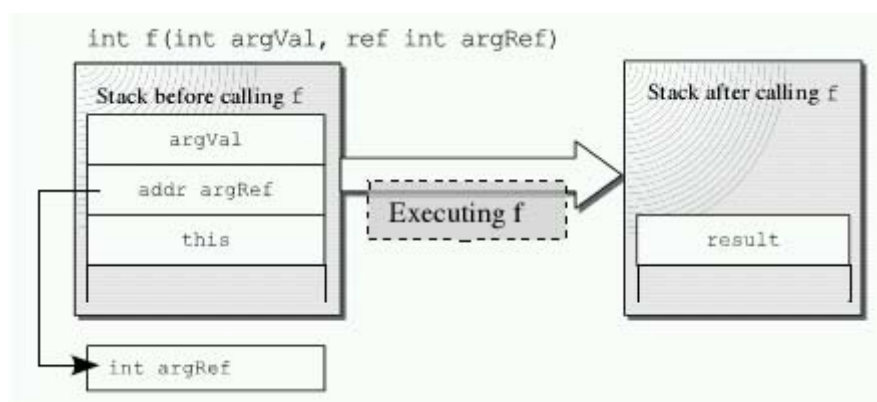 int f(int argVal, ref int argRef)
Stack before calling f
argVal
addr argRef
this
int argRef
Executing f
Stack after calling f
result